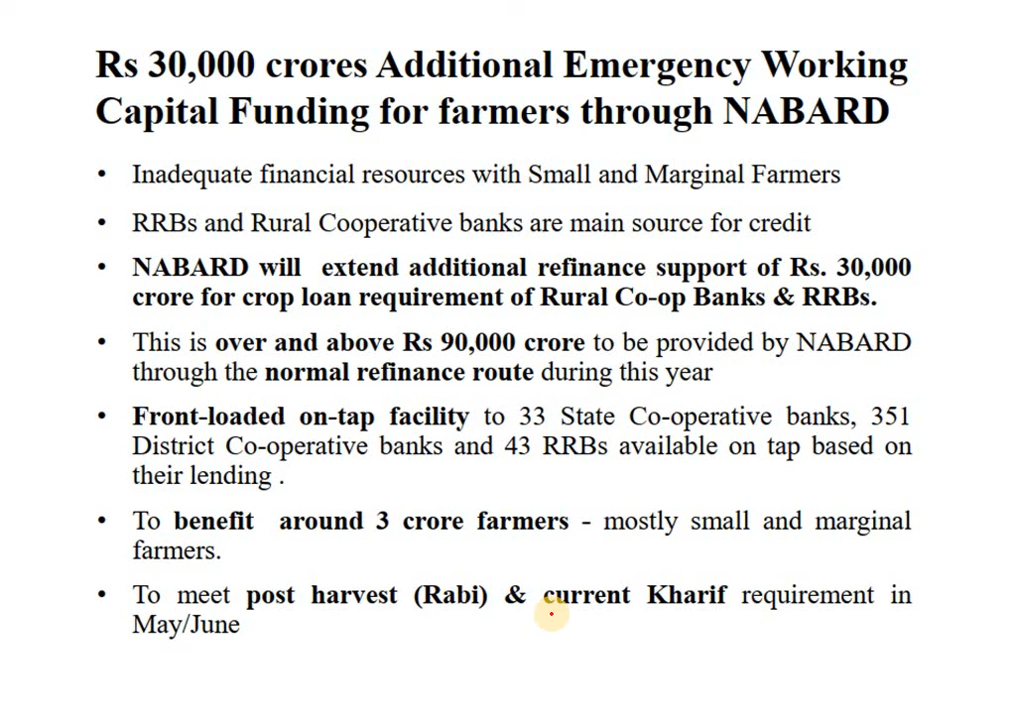 Rs 30,000 crores Additional Emergency Working
Capital Funding for farmers through NABARD
• Inadequate financial resources with Small and Marginal Farmers
• RRBs and Rural Cooperative banks are main source for credit
• NABARD will extend additional refinance support of Rs. 30,000
crore for crop loan requirement of Rural Co-op Banks & RRBs.
• This is over and above Rs 90,000 crore to be provided by NABARD
through the normal refinance route during this year
• Front-loaded on-tap facility to 33 State Co-operative banks, 351
District Co-operative banks and 43 RRBs available on tap based on
their lending .
• To benefit around 3 crore farmers - mostly small and marginal
farmers.
• To meet post harvest (Rabi) & current Kharif requirement in
May/June